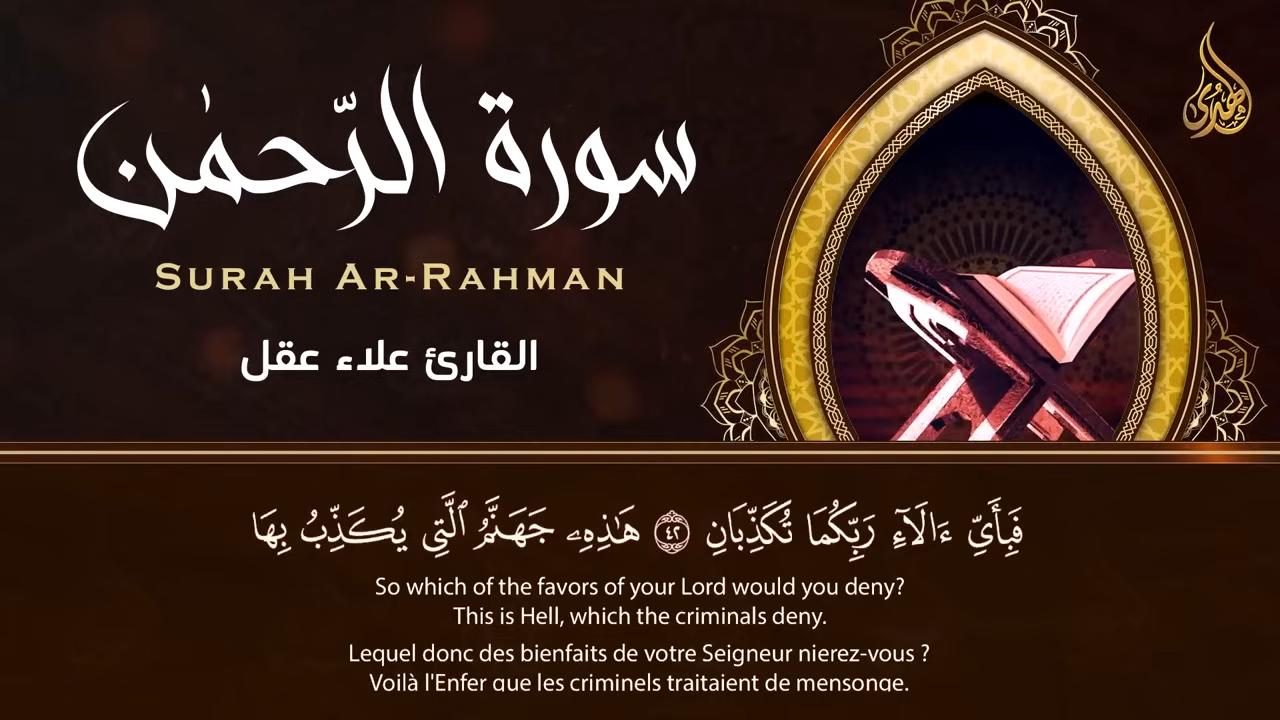 سورة الرّحمٰن
SURAH AR-RAHMAN
القارئ علاء عقل
هدى
فَبِأَيِّ ءَالَآءِ رَبِّكُمَا تُكَذِّبَانِ ٤٢ هَـٰذِهِۦ جَهَنَّمُ ٱلَّتِي يُكَذِّبُ بِهَا
So which of the favors of your Lord would you deny?
This is Hell, which the criminals deny.
Lequel donc des bienfaits de votre Seigneur nierez-vous ?
Voilà l'Enfer que les criminels traitaient de mensonge.